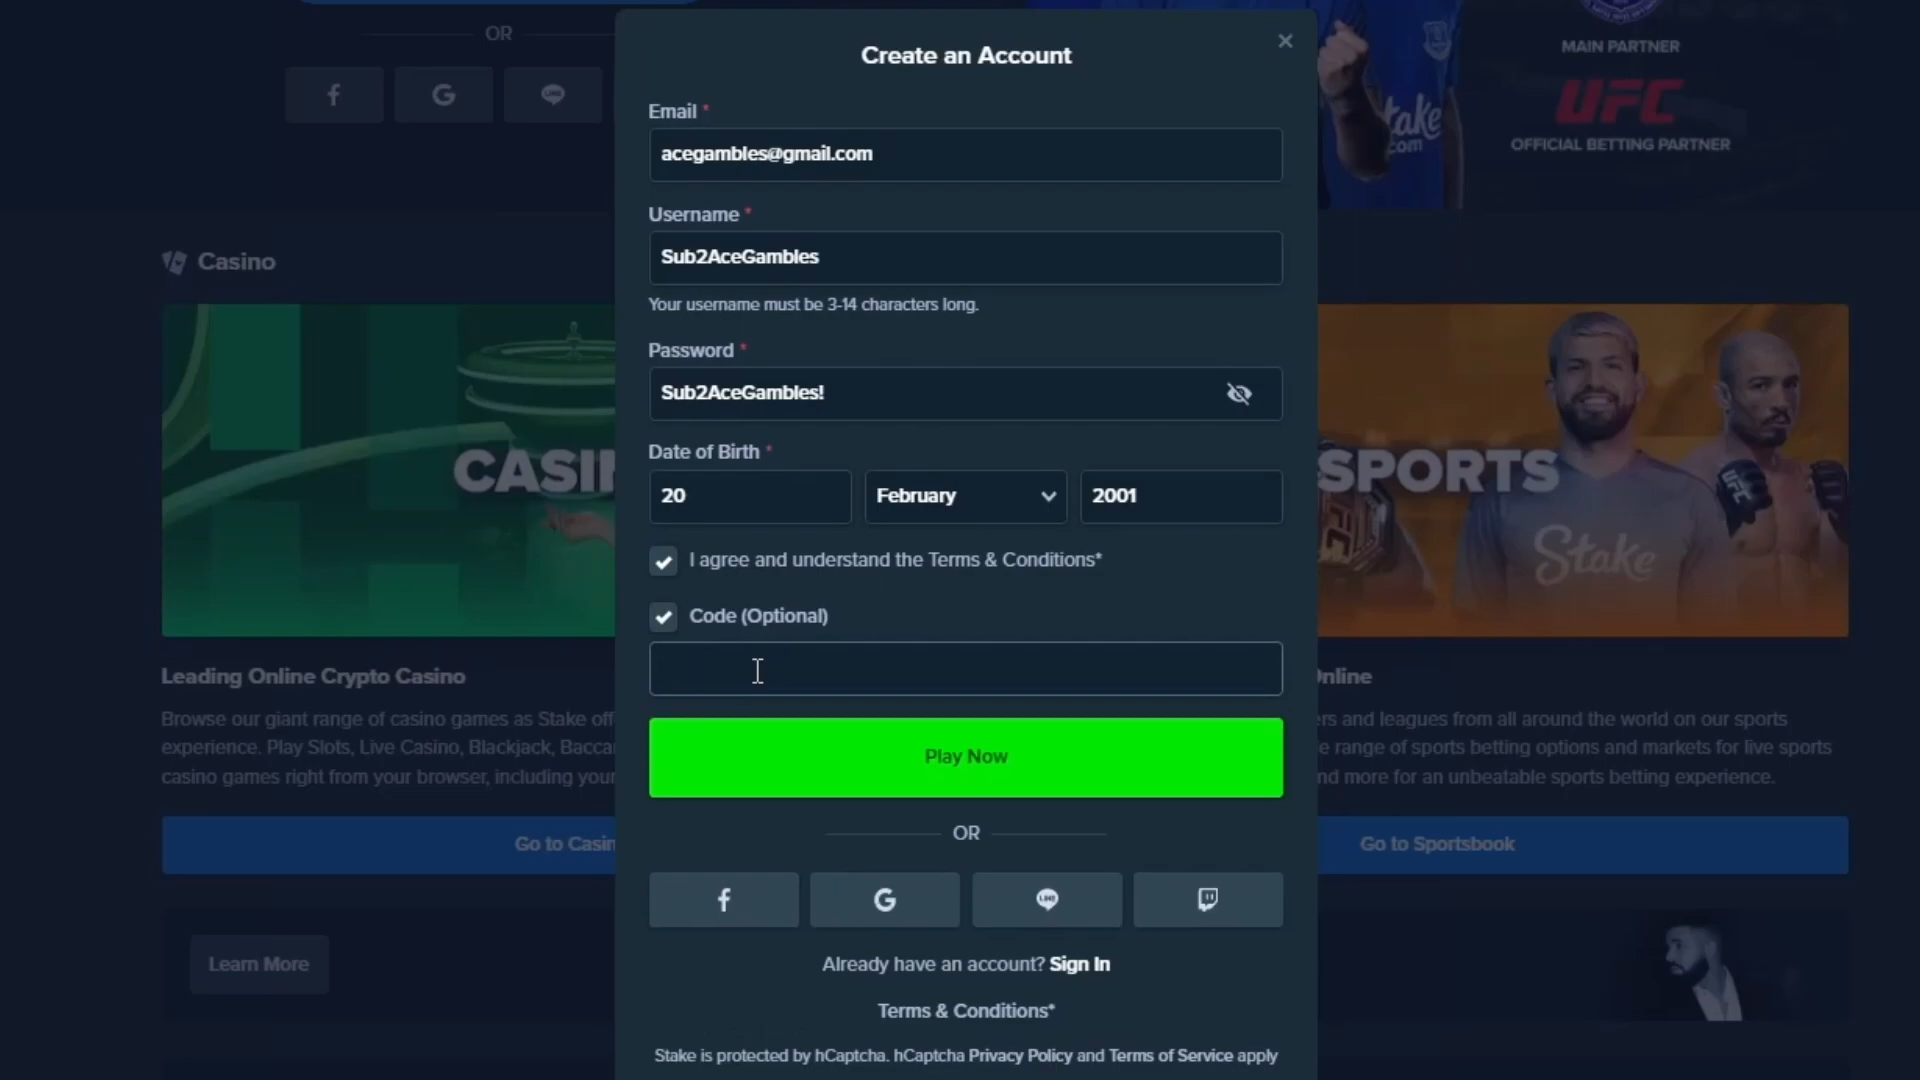 OR
MAIN PARTNER
UFC
OFFICIAL BETTING PARTNER
Create an Account
Email *
acegambles@gmail.com
Username *
Sub2AceGambles
Your username must be 3-14 characters long.
Password *
Sub2AceGambles!
Date of Birth *
20 February 2001
I agree and understand the Terms & Conditions*
Code (Optional)
Play Now
OR
LINE
Already have an account? Sign In
Terms & Conditions*
Stake is protected by hCaptcha. hCaptcha Privacy Policy and Terms of Service apply
Casino
CASI
Leading Online Crypto Casino
Browse our giant range of casino games as Stake off
experience. Play Slots, Live Casino, Blackjack, Bacca
casino games right from your browser, including your
Go to Casin
Learn More
take
com
SPORTS
Stake
UFC
nline
rs and leagues from all around the world on our sports
e range of sports betting options and markets for live sports
nd more for an unbeatable sports betting experience.
Go to Sportsbook